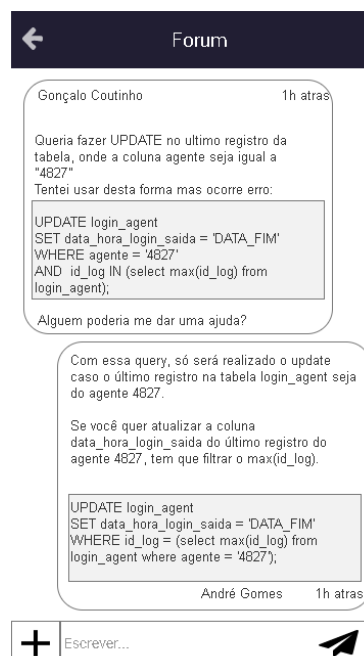 Forum
Gonçalo Coutinho 1h atras
Queria fazer UPDATE no ultimo registro da
tabela, onde a coluna agente seja igual a
"4827"
Tentei usar desta forma mas ocorre erro:
UPDATE login_agent
SET data_hora_login_saida = 'DATA_FIM'
WHERE agente = '4827'
AND id_log IN (select max(id_log) from
login_agent);
Alguem poderia me dar uma ajuda?
Com essa query, só será realizado o update
caso o último registro na tabela login_agent seja
do agente 4827.
Se você quer atualizar a coluna
data_hora_login_saida do último registro do
agente 4827, tem que filtrar o max(id_log).
UPDATE login_agent
SET data_hora_login_saida = 'DATA_FIM'
WHERE id_log = (select max(id_log) from
login_agent where agente = '4827');
André Gomes 1h atras
Escrever...